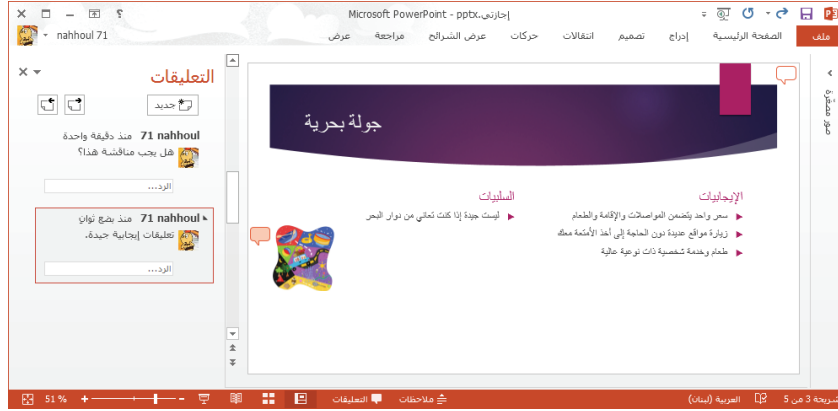 إجازتي.pptx - Microsoft PowerPoint
nahhoul 71
ملف الصفحة الرئيسية إدراج تصميم انتقالات حركات عرض الشرائح مراجعة عرض
صور مصغّرة
جولة بحرية
الإيجابيات
سعر واحد يتضمن المواصلات والإقامة والطعام
زيارة مواقع عديدة دون الحاجة إلى أخذ الأمتعة معك
طعام وخدمة شخصية ذات نوعية عالية
السلبيات
ليست جيدة إذا كنت تعاني من دوار البحر
التعليقات
جديد
71 nahhoul منذ دقيقة واحدة
هل يجب مناقشة هذا؟
الرد...
71 nahhoul منذ بضع ثوانٍ
تعليقات إيجابية جيدة.
الرد...
شريحة 3 من 5 العربية (لبنان) ملاحظات التعليقات 51 %